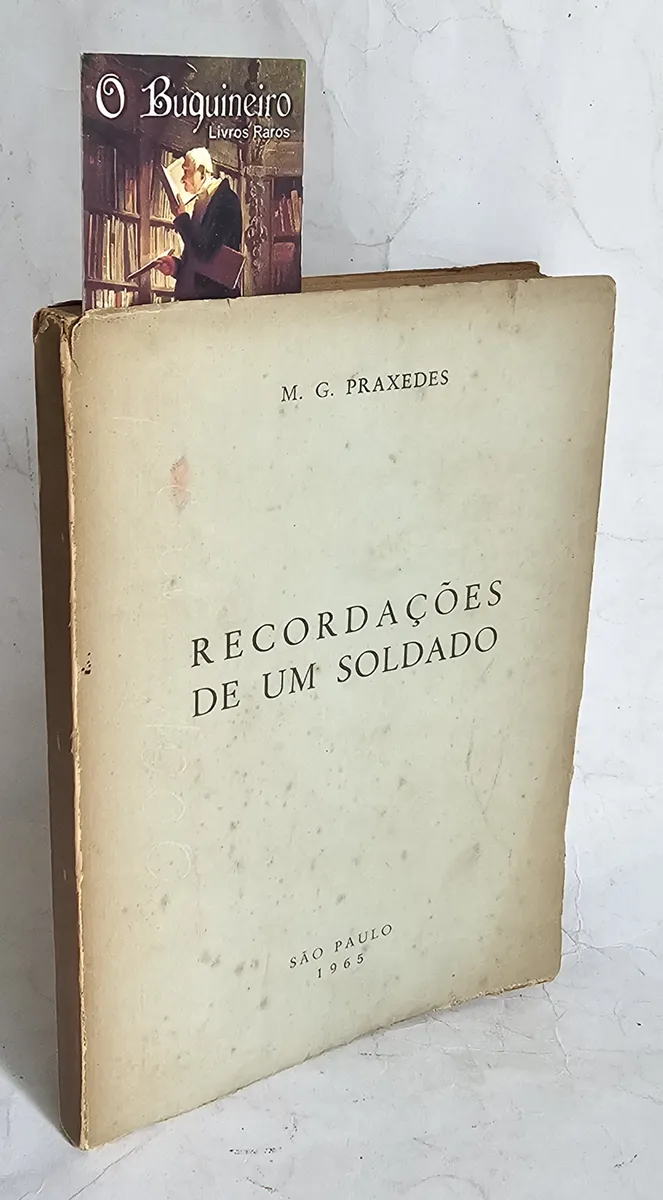 O Buquineiro
Livros Raros
M. G. PRAXEDES
RECORDAÇÕES
DE UM SOLDADO
SÃO PAULO
1965